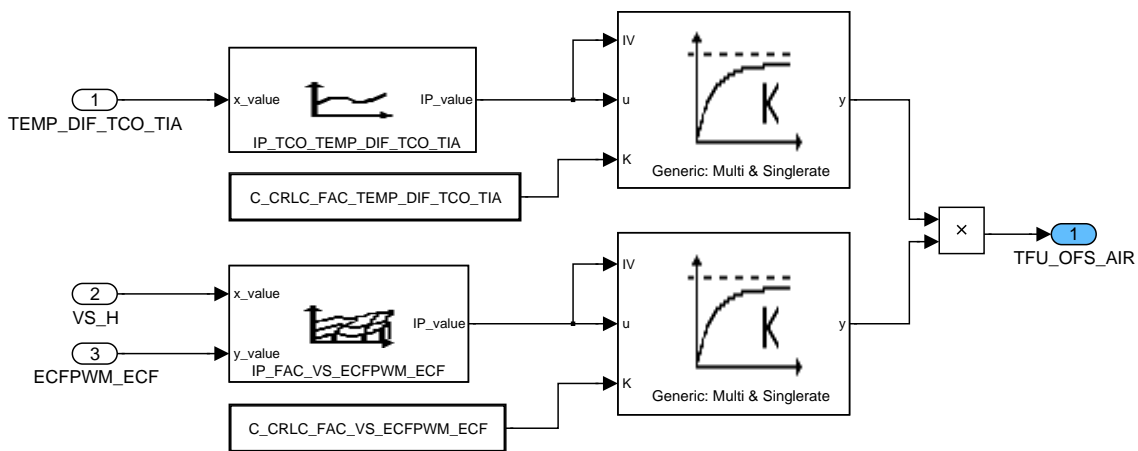 1
TEMP_DIF_TCO_TIA
x_value
IP_value
IP_TCO_TEMP_DIF_TCO_TIA
C_CRLC_FAC_TEMP_DIF_TCO_TIA
IV
u
K
K
y
Generic: Multi & Singlerate
2
VS_H
3
ECFPWM_ECF
x_value
y_value
IP_value
IP_FAC_VS_ECFPWM_ECF
C_CRLC_FAC_VS_ECFPWM_ECF
IV
u
K
K
y
Generic: Multi & Singlerate
×
1
TFU_OFS_AIR